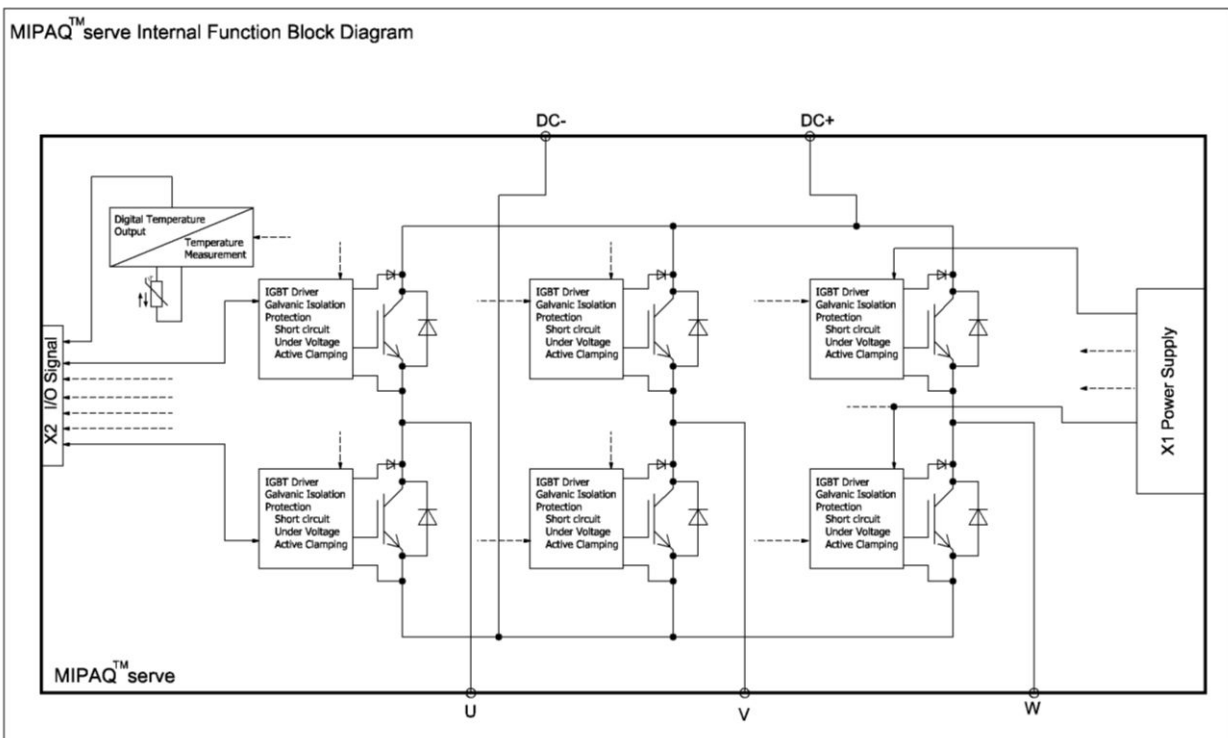 MIPAQ™serve Internal Function Block Diagram
DC-
DC+
Digital Temperature
Output
Temperature
Measurement
IGBT Driver
Galvanic Isolation
Protection
Short circuit
Under Voltage
Active Clamping
IGBT Driver
Galvanic Isolation
Protection
Short circuit
Under Voltage
Active Clamping
IGBT Driver
Galvanic Isolation
Protection
Short circuit
Under Voltage
Active Clamping
X2 I/O Signal
X1 Power Supply
IGBT Driver
Galvanic Isolation
Protection
Short circuit
Under Voltage
Active Clamping
IGBT Driver
Galvanic Isolation
Protection
Short circuit
Under Voltage
Active Clamping
IGBT Driver
Galvanic Isolation
Protection
Short circuit
Under Voltage
Active Clamping
MIPAQ™serve
U
V
W